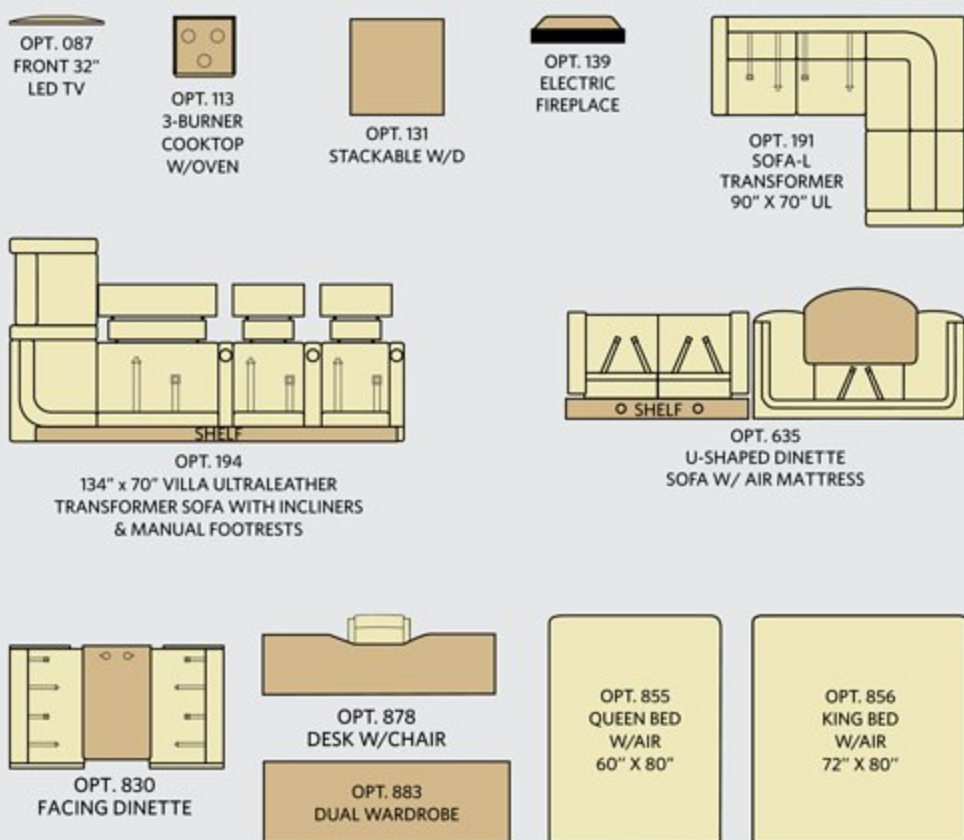 OPT. 087
FRONT 32"
LED TV
OPT. 113
3-BURNER
COOKTOP
W/OVEN
OPT. 131
STACKABLE W/D
OPT. 139
ELECTRIC
FIREPLACE
OPT. 191
SOFA-L
TRANSFORMER
90" X 70" UL
SHELF
OPT. 194
134" x 70" VILLA ULTRALEATHER
TRANSFORMER SOFA WITH INCLINERS
& MANUAL FOOTRESTS
SHELF
OPT. 635
U-SHAPED DINETTE
SOFA W/ AIR MATTRESS
OPT. 830
FACING DINETTE
OPT. 878
DESK W/CHAIR
OPT. 883
DUAL WARDROBE
OPT. 855
QUEEN BED
W/AIR
60" X 80"
OPT. 856
KING BED
W/AIR
72" X 80"